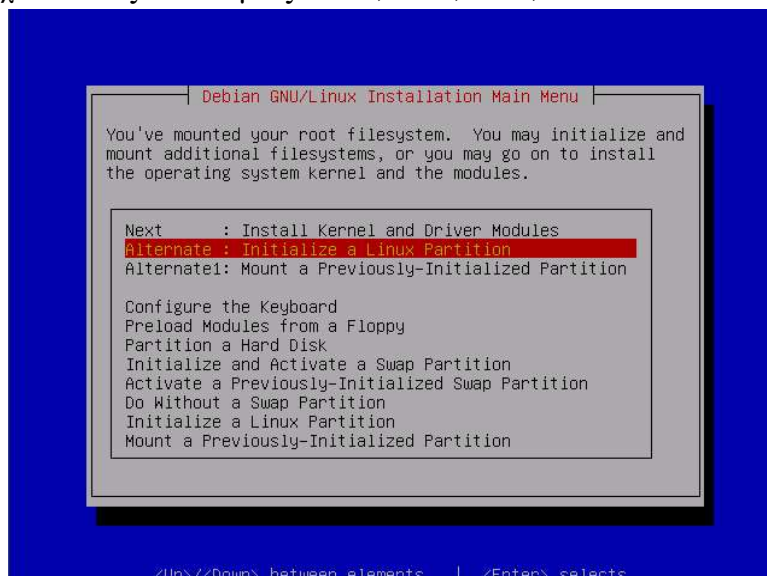 Debian GNU/Linux Installation Main Menu
You've mounted your root filesystem. You may initialize and
mount additional filesystems, or you may go on to install
the operating system kernel and the modules.
Next : Install Kernel and Driver Modules
Alternate : Initialize a Linux Partition
Alternate1: Mount a Previously-Initialized Partition
Configure the Keyboard
Preload Modules from a Floppy
Partition a Hard Disk
Initialize and Activate a Swap Partition
Activate a Previously-Initialized Swap Partition
Do Without a Swap Partition
Initialize a Linux Partition
Mount a Previously-Initialized Partition
<Up>/<Down> between elements | <Enter> selects